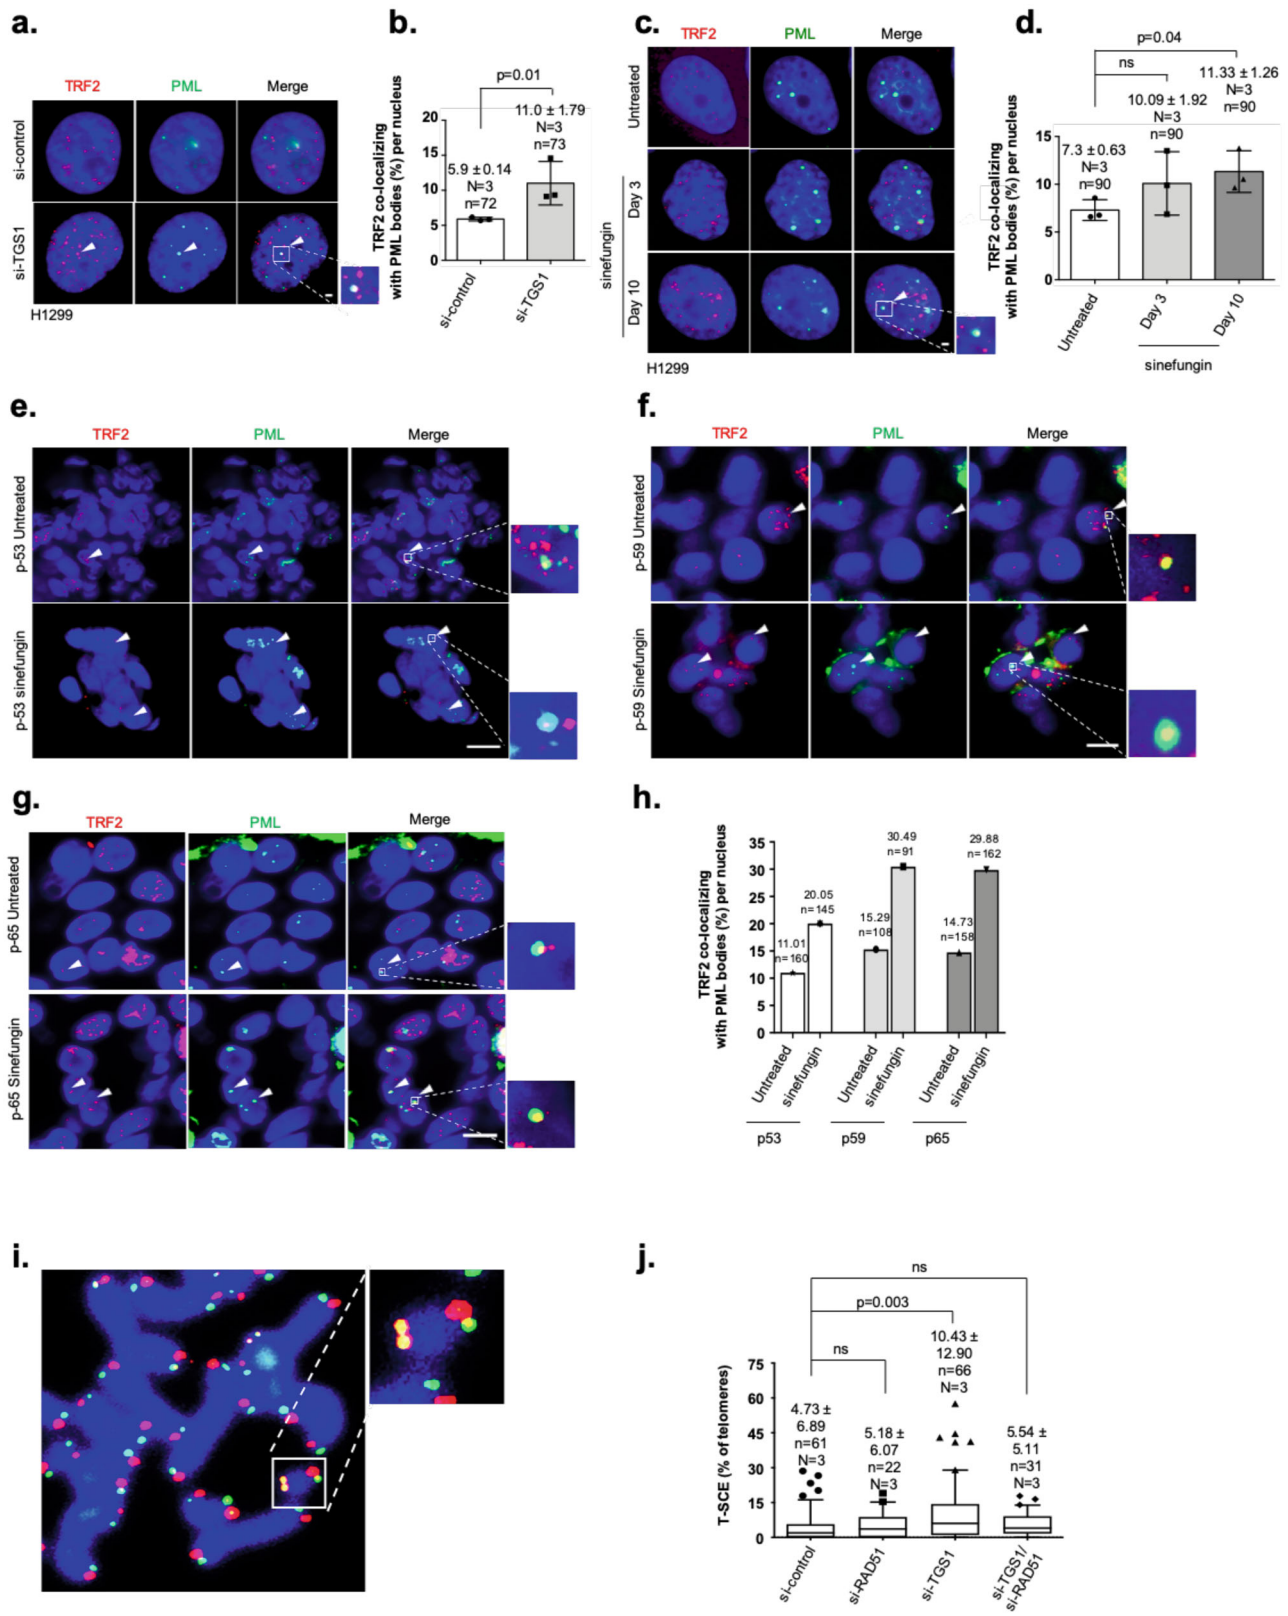 a.
TRF2
PML
Merge
si-control
si-TGS1
H1299
b.
TRF2 co-localizing
with PML bodies (%) per nucleus
p=0.01
11.0 ± 1.79
N=3
n=73
5.9 ± 0.14
N=3
n=72
20
15
10
5
0
si-control
si-TGS1
c.
TRF2
PML
Merge
Untreated
Day 3
Day 10
sinefungin
H1299
d.
TRF2 co-localizing
with PML bodies (%) per nucleus
p=0.04
ns
11.33 ± 1.26
N=3
n=90
10.09 ± 1.92
N=3
n=90
7.3 ± 0.63
N=3
n=90
15
10
5
0
Untreated
Day 3
Day 10
sinefungin
e.
TRF2
PML
Merge
p-53 Untreated
p-53 sinefungin
f.
TRF2
PML
Merge
p-59 Untreated
p-59 Sinefungin
g.
TRF2
PML
Merge
p-65 Untreated
p-65 Sinefungin
h.
TRF2 co-localizing
with PML bodies (%) per nucleus
35
30
25
20
15
10
5
0
11.01
n=160
20.05
n=145
15.29
n=108
30.49
n=91
14.73
n=158
29.88
n=162
Untreated
sinefungin
Untreated
sinefungin
Untreated
sinefungin
p53
p59
p65
i.
j.
T-SCE (% of telomeres)
ns
p=0.003
ns
75
60
45
30
15
0
4.73 ±
6.89
n=61
N=3
5.18 ±
6.07
n=22
N=3
10.43 ±
12.90
n=66
N=3
5.54 ±
5.11
n=31
N=3
si-control
si-RAD51
si-TGS1
si-TGS1/
si-RAD51